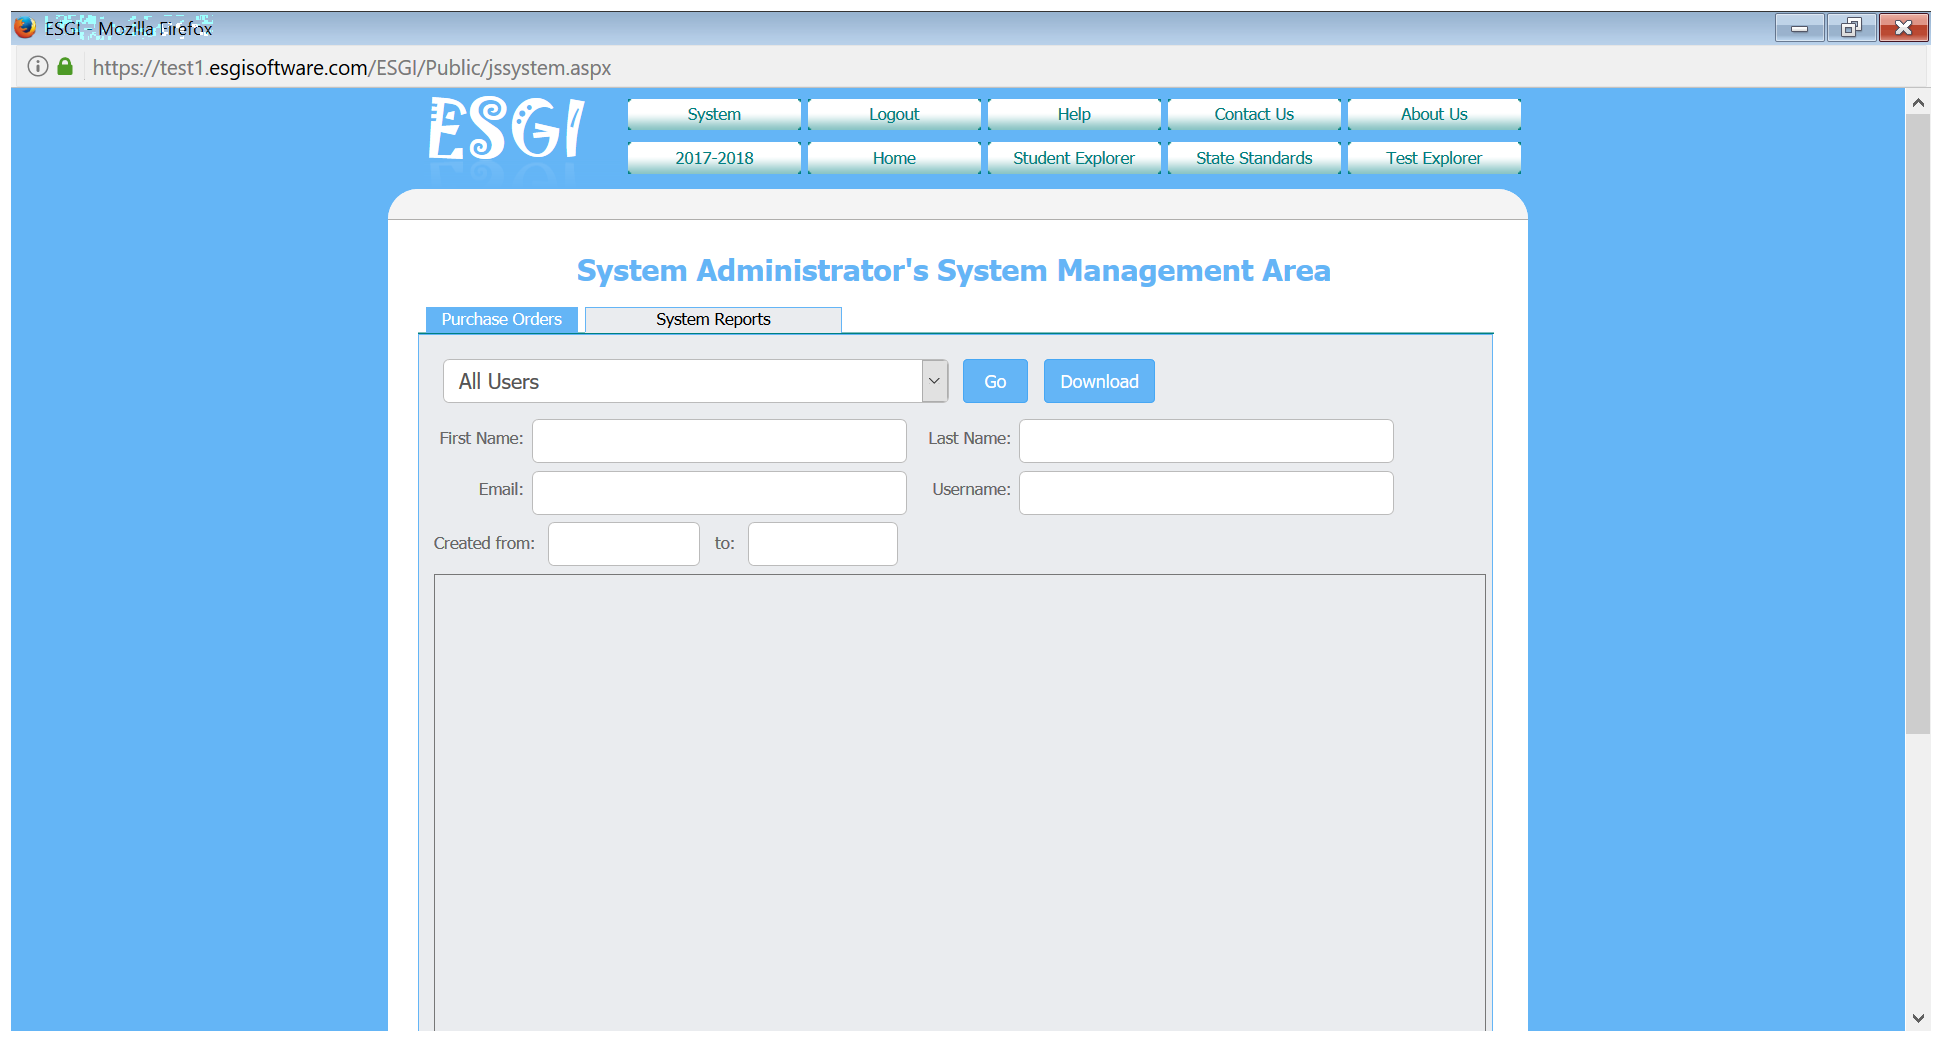 ESGI - Mozilla Firefox
https://test1.esgisoftware.com/ESGI/Public/jssystem.aspx
ESGI
System Logout Help Contact Us About Us
2017-2018 Home Student Explorer State Standards Test Explorer
System Administrator's System Management Area
Purchase Orders System Reports
All Users Go Download
First Name: Last Name:
Email: Username:
Created from: to: